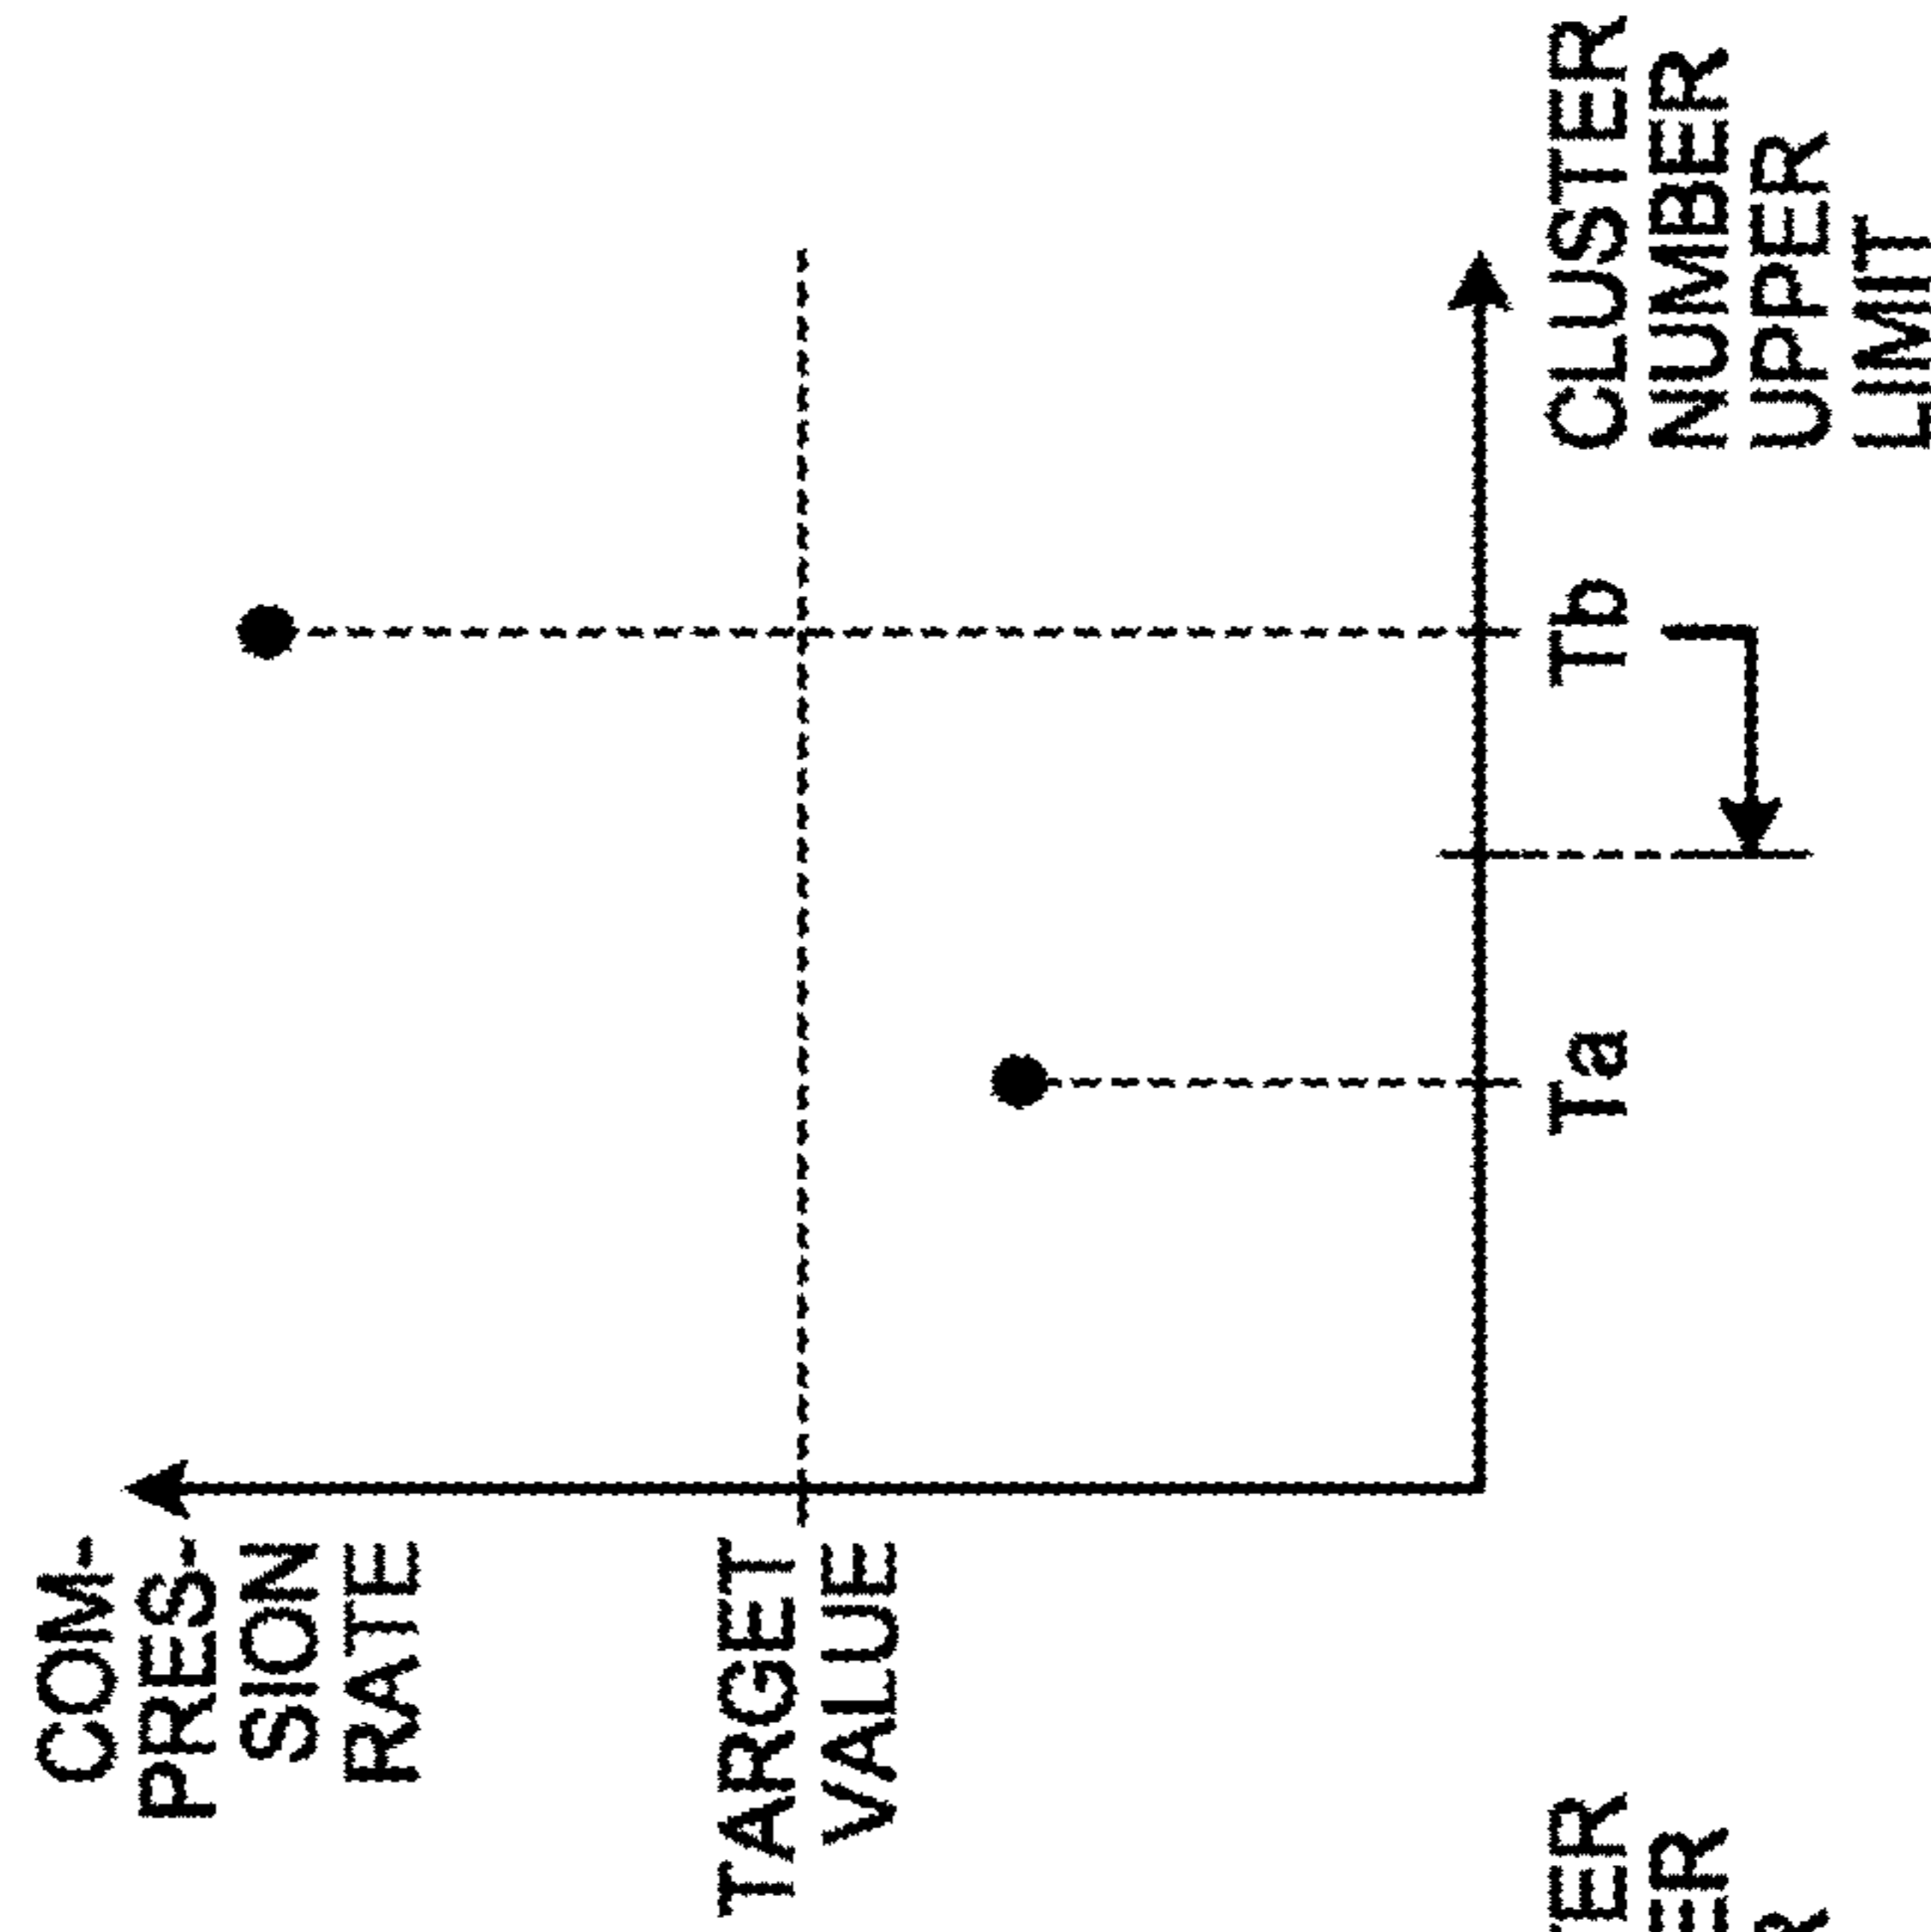 COM-
PRES-
SION
RATE
TARGET
VALUE
Ta
Tb
CLUSTER
NUMBER
UPPER
LIMIT